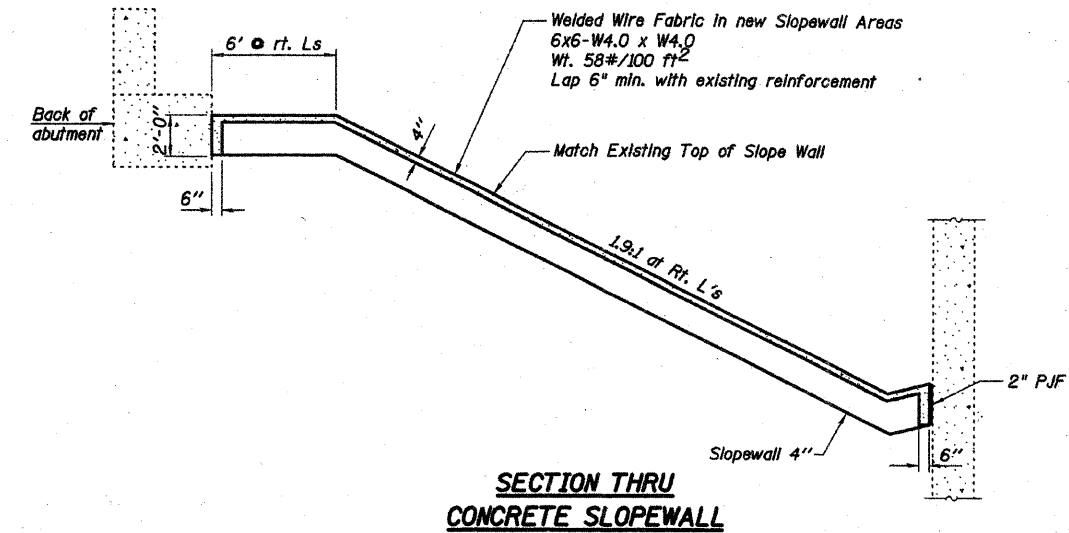 Welded Wire Fabric in new Slopewall Areas
6x6-W4.0 x W4.0
Wt. 58#/100 ft2
Lap 6" min. with existing reinforcement
6' @ rt. Ls
Back of
abutment
2'-0"
4"
Match Existing Top of Slope Wall
6"
1.9:1 at Rt. L's
2" PJF
Slopewall 4"
6"
SECTION THRU
CONCRETE SLOPEWALL